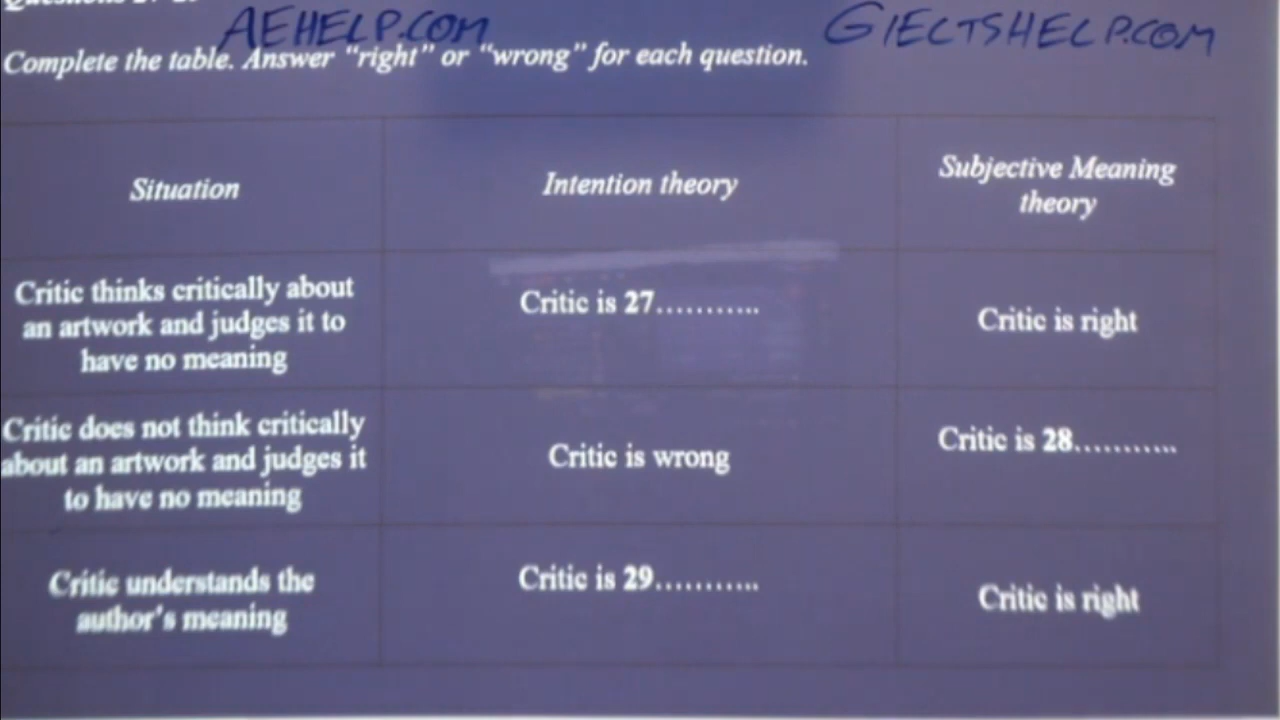 AEHELP.COM
GIELTSHELP.COM
Complete the table. Answer “right” or “wrong” for each question.
Situation
Intention theory
Subjective Meaning
theory
Critic thinks critically about
an artwork and judges it to
have no meaning
Critic is 27...........
Critic is right
Critic does not think critically
about an artwork and judges it
to have no meaning
Critic is wrong
Critic is 28...........
Critic understands the
author's meaning
Critic is 29...........
Critic is right